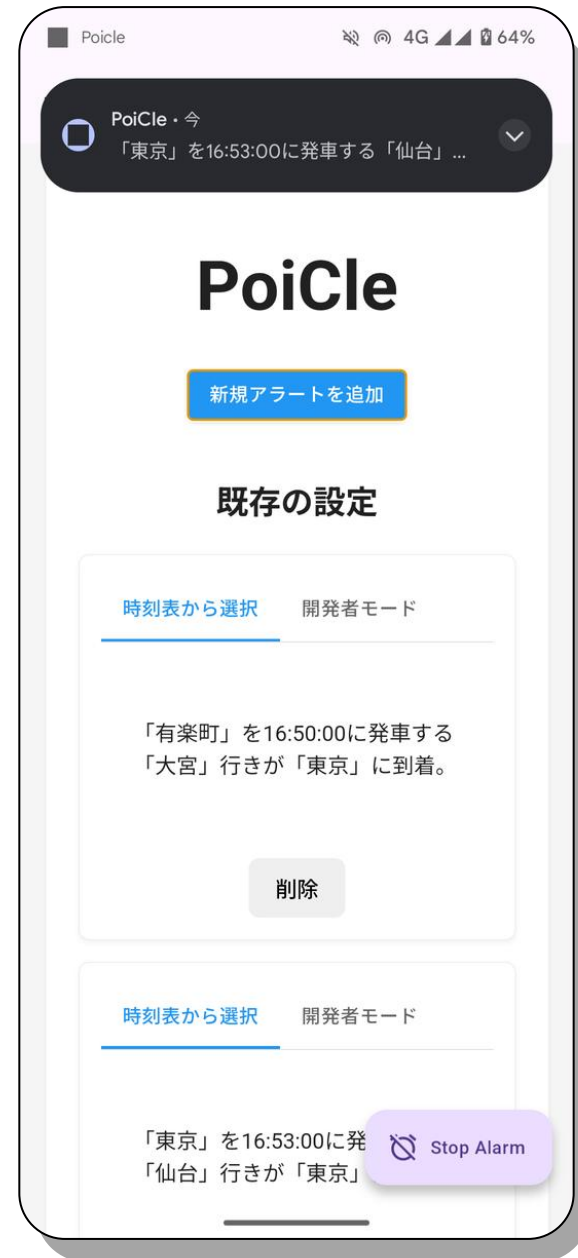 Poicle 4G 64%
PoiCle・今
「東京」を16:53:00に発車する「仙台」...
PoiCle
新規アラートを追加
既存の設定
時刻表から選択 開発者モード
「有楽町」を16:50:00に発車する
「大宮」行きが「東京」に到着。
削除
時刻表から選択 開発者モード
「東京」を16:53:00に発
「仙台」行きが「東京」
Stop Alarm